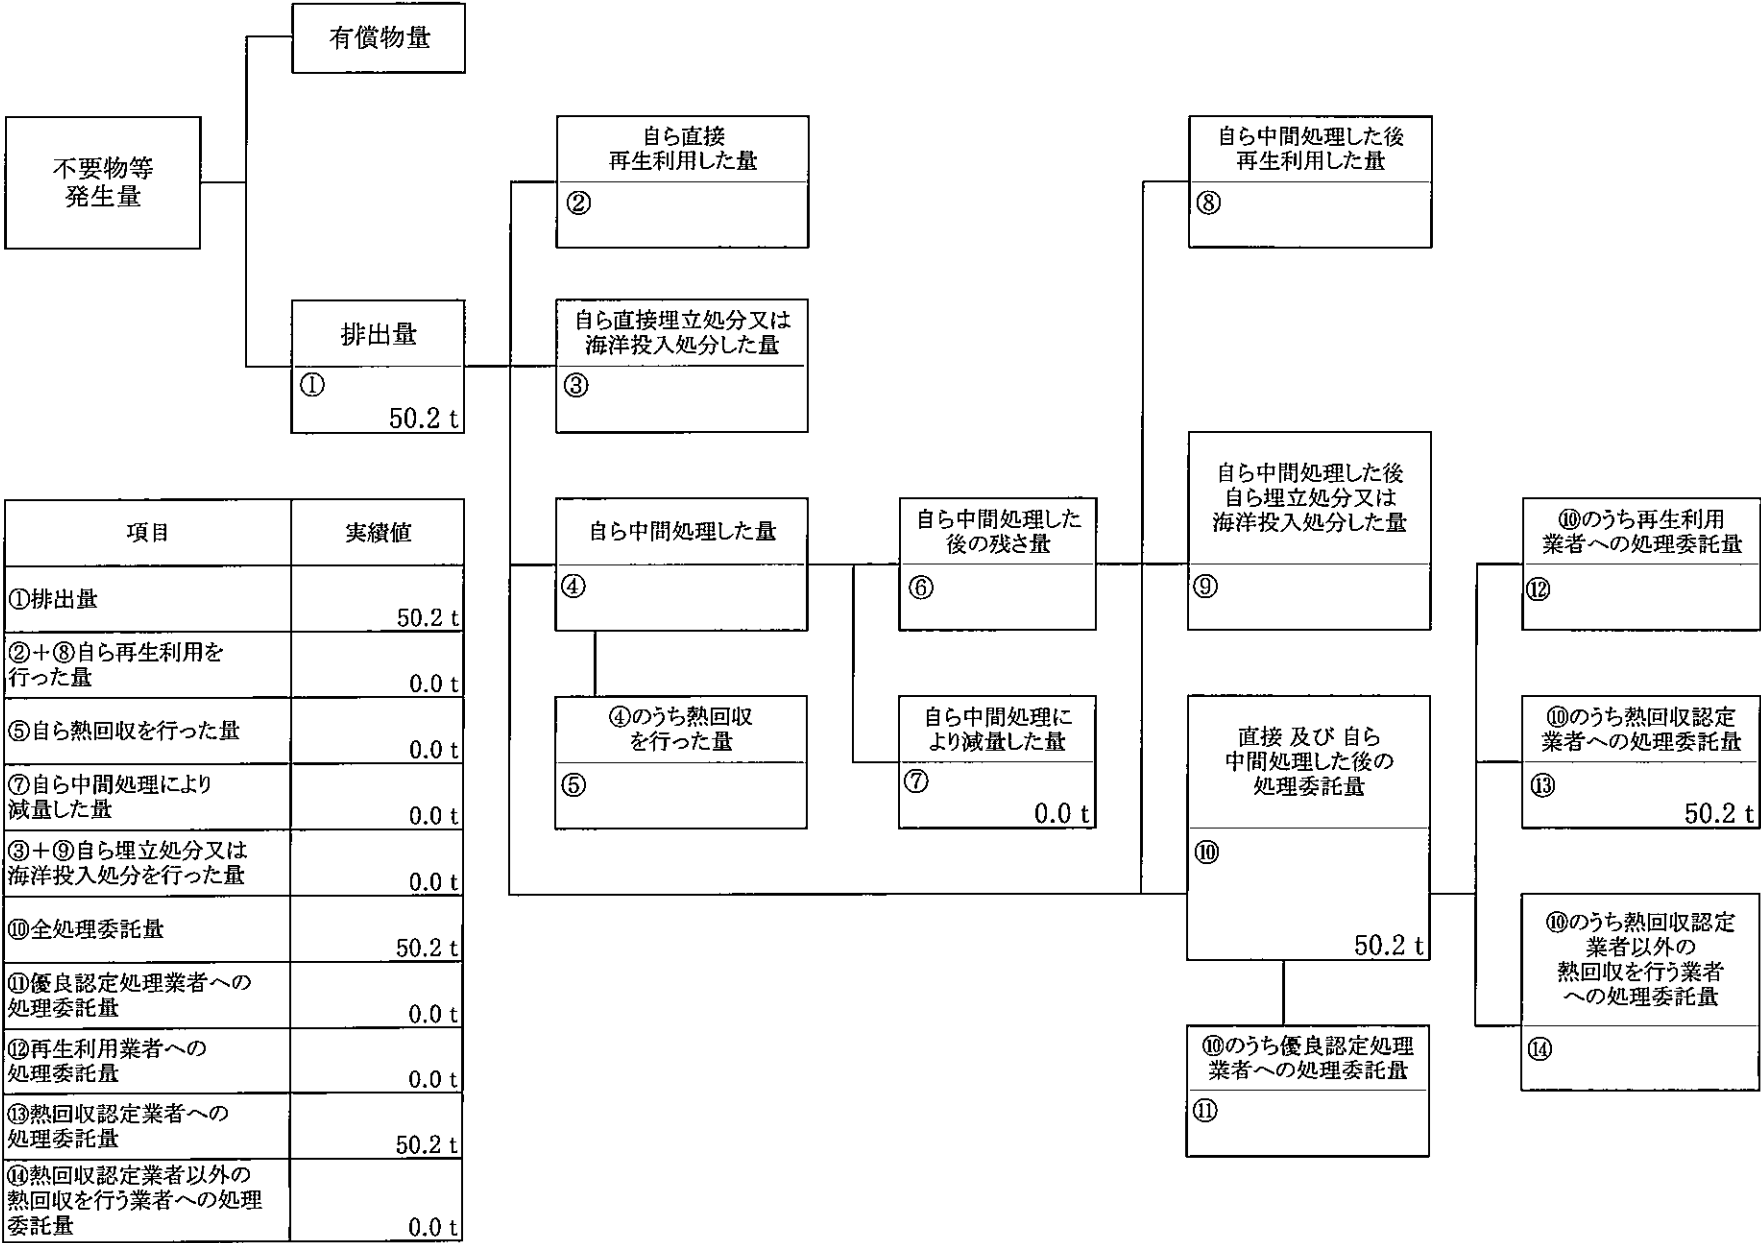 有償物量
不要物等
発生量
排出量
①
50.2 t
自ら直接
再生利用した量
②
自ら直接埋立処分又は
海洋投入処分した量
③
自ら中間処理した量
④
④のうち熱回収
を行った量
⑤
自ら中間処理した
後の残さ量
⑥
自ら中間処理に
より減量した量
⑦
0.0 t
自ら中間処理した後
再生利用した量
⑧
自ら中間処理した後
自ら埋立処分又は
海洋投入処分した量
⑨
直接 及び 自ら
中間処理した後の
処理委託量
⑩
50.2 t
⑩のうち優良認定処理
業者への処理委託量
⑪
⑩のうち再生利用
業者への処理委託量
⑫
⑩のうち熱回収認定
業者への処理委託量
⑬
50.2 t
⑩のうち熱回収認定
業者以外の
熱回収を行う業者
への処理委託量
⑭
項目 実績値
①排出量
50.2 t
②+⑧自ら再生利用を
行った量
0.0 t
⑤自ら熱回収を行った量
0.0 t
⑦自ら中間処理により
減量した量
0.0 t
③+⑨自ら埋立処分又は
海洋投入処分を行った量
0.0 t
⑩全処理委託量
50.2 t
⑪優良認定処理業者への
処理委託量
0.0 t
⑫再生利用業者への
処理委託量
0.0 t
⑬熱回収認定業者への
処理委託量
50.2 t
⑭熱回収認定業者以外の
熱回収を行う業者への処理
委託量
0.0 t